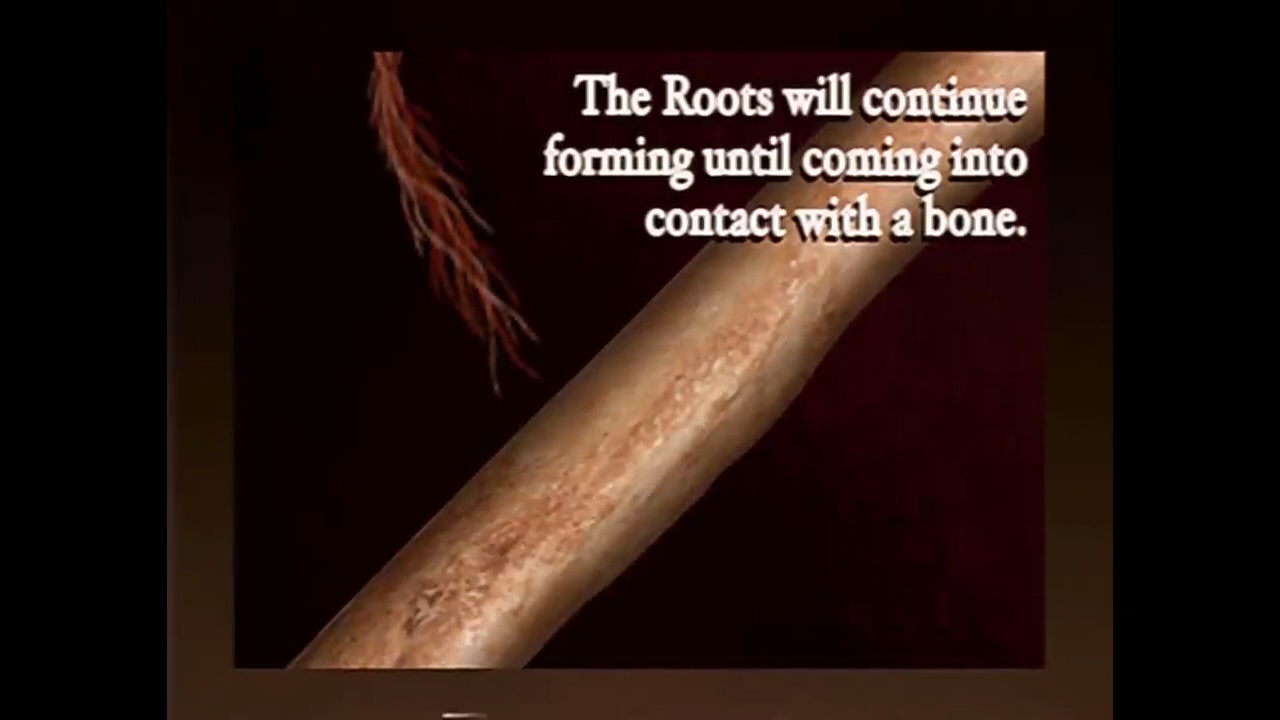 The Roots will continue
forming until coming into
contact with a bone.